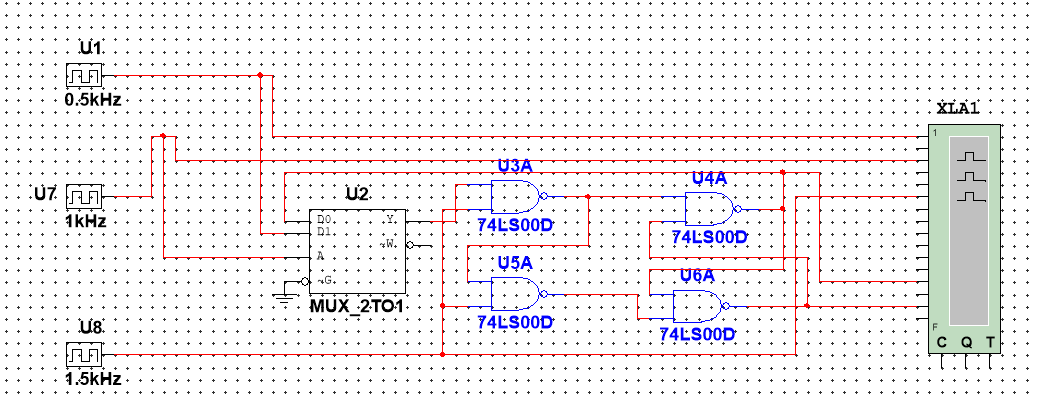 U1
0.5kHz
XLA1
1
U3A
U7
1kHz
U2
74LS00D
U4A
74LS00D
D0 Y
D1
~W
A
~G
MUX_2TO1
U5A
74LS00D
U6A
74LS00D
U8
1.5kHz
F
C Q T